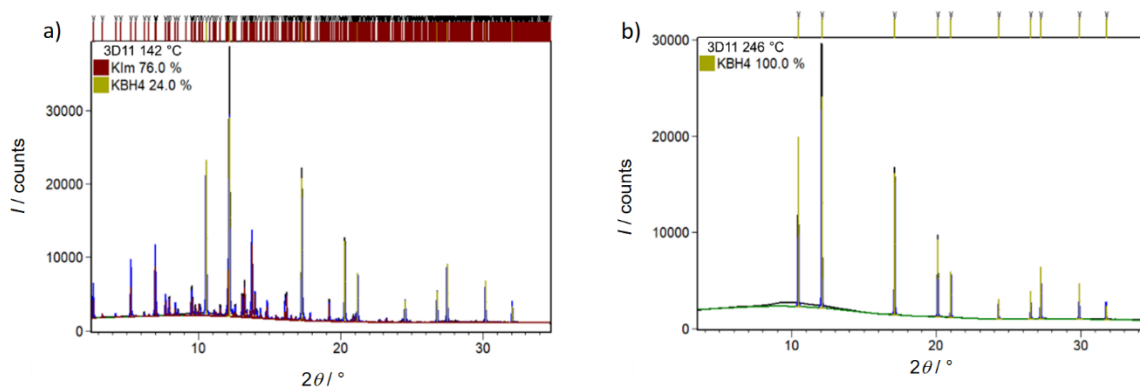 a)
3D11 142 °C
KIm 76.0 %
KBH4 24.0 %
30000
20000
10000
0
I / counts
10
20
30
2θ / °
b)
3D11 246 °C
KBH4 100.0 %
30000
20000
10000
0
I / counts
10
20
30
2θ / °